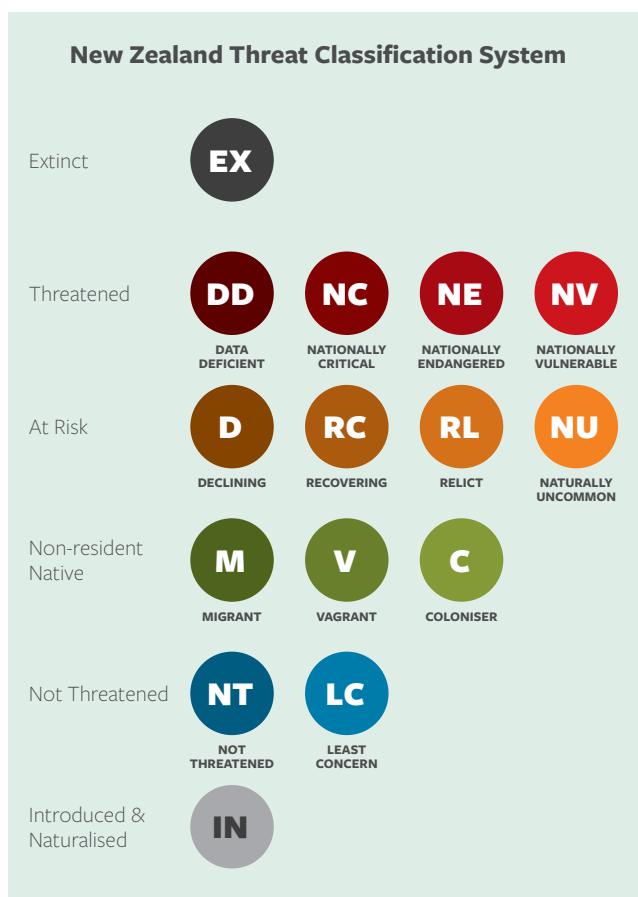 New Zealand Threat Classification System
Extinct
EX
Threatened
DD
NC
NE
NV
DATA
DEFICIENT
NATIONALLY
CRITICAL
NATIONALLY
ENDANGERED
NATIONALLY
VULNERABLE
At Risk
D
RC
RL
NU
DECLINING
RECOVERING
RELICT
NATURALLY
UNCOMMON
Non-resident
Native
M
V
C
MIGRANT
VAGRANT
COLONISER
Not Threatened
NT
LC
NOT
THREATENED
LEAST
CONCERN
Introduced &
Naturalised
IN